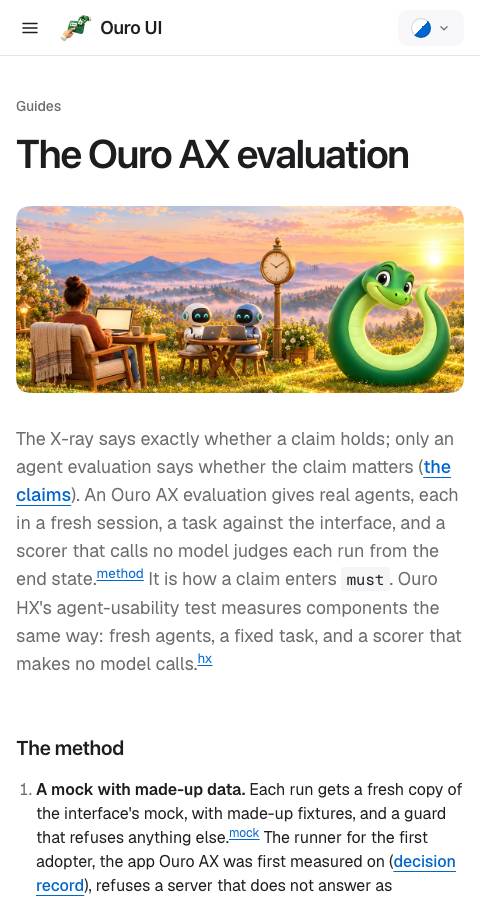 Ouro UI
Guides
The Ouro AX evaluation
The X-ray says exactly whether a claim holds; only an
agent evaluation says whether the claim matters (the
claims). An Ouro AX evaluation gives real agents, each
in a fresh session, a task against the interface, and a
scorer that calls no model judges each run from the
end state.method It is how a claim enters must. Ouro
HX's agent-usability test measures components the
same way: fresh agents, a fixed task, and a scorer that
makes no model calls.hx
The method
1. A mock with made-up data. Each run gets a fresh copy of
the interface's mock, with made-up fixtures, and a guard
that refuses anything else.mock The runner for the first
adopter, the app Ouro AX was first measured on (decision
record), refuses a server that does not answer as